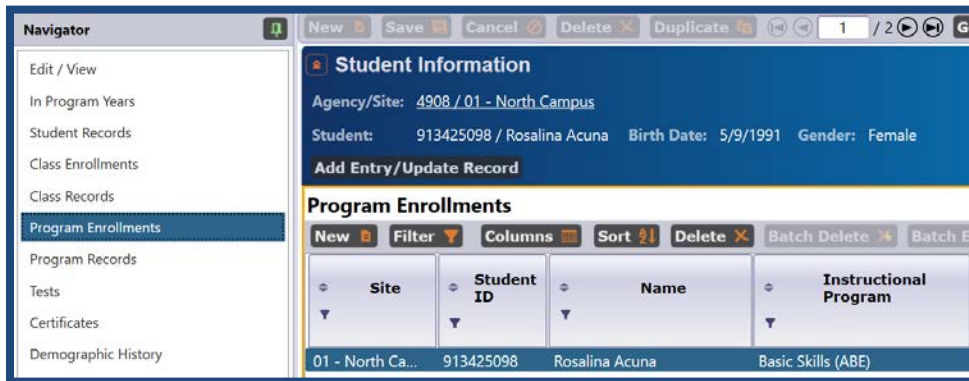 Navigator
New Save Cancel Delete Duplicate 1 / 2
Edit / View
In Program Years
Student Records
Class Enrollments
Class Records
Program Enrollments
Program Records
Tests
Certificates
Demographic History
Student Information
Agency/Site: 4908 / 01 - North Campus
Student: 913425098 / Rosalina Acuna Birth Date: 5/9/1991 Gender: Female
Add Entry/Update Record
Program Enrollments
New Filter Columns Sort Delete Batch Delete Batch
Site Student ID Name Instructional Program
01 - North Ca... 913425098 Rosalina Acuna Basic Skills (ABE)